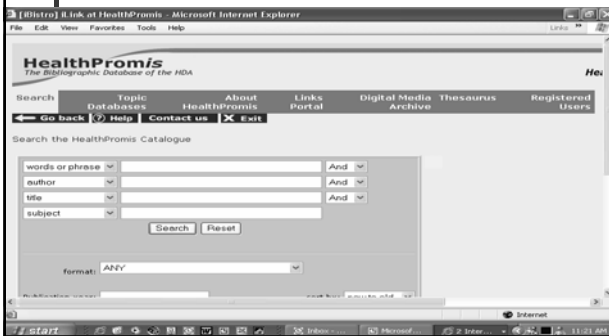 [iBistro] iLink at HealthPromis - Microsoft Internet Explorer
File Edit View Favorites Tools Help Links »
HealthPromis
The Bibliographic Database of the HDA
Search Topic Databases About HealthPromis Links Portal Digital Media Archive Thesaurus Registered Users
Go back Help Contact us Exit
Search the HealthPromis Catalogue
words or phrase And
author And
title And
subject
Search Reset
format: ANY
Internet
start Inbox - ... Microsof... 2 Inter... 11:21 AM